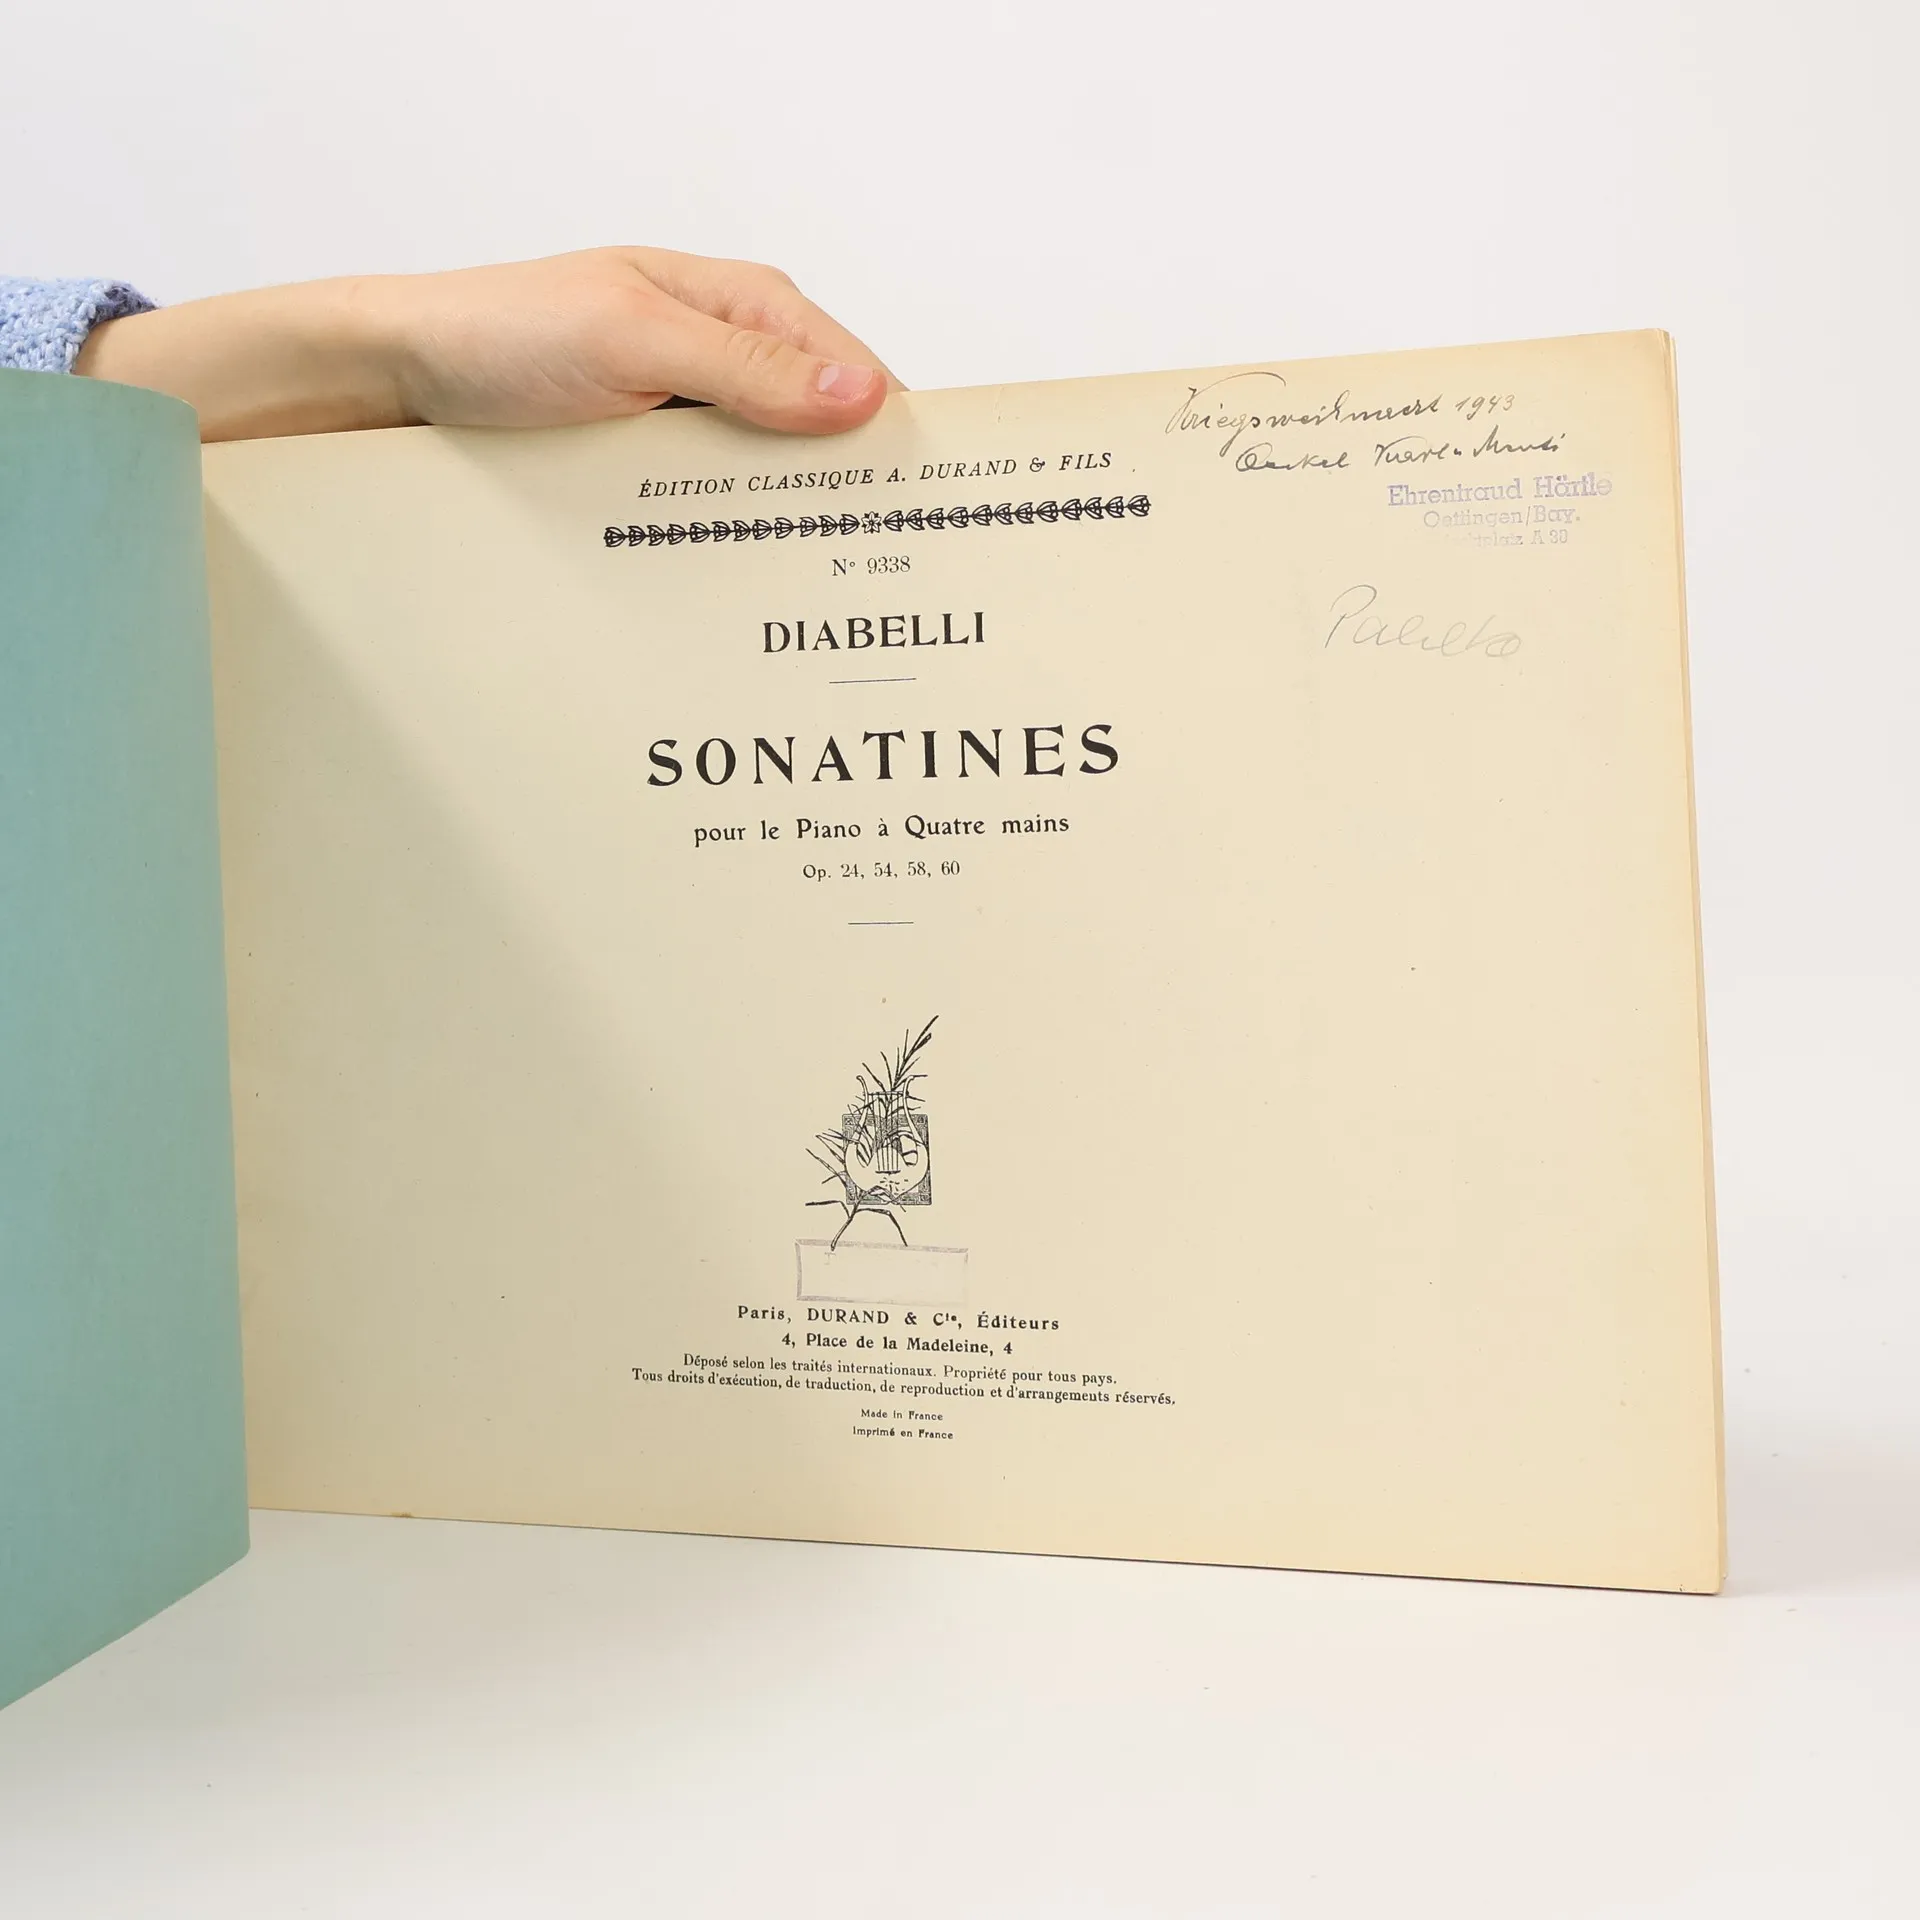 Kriegsweihnacht 1943
Onkel Karl u.
Ehrentraud Härtle
Oettingen/Bay.
A 30
ÉDITION CLASSIQUE A. DURAND & FILS
N° 9338
DIABELLI
SONATINES
pour le Piano à Quatre mains
Op. 24, 54, 58, 60
Paris, DURAND & Cie, Éditeurs
4, Place de la Madeleine, 4
Déposé selon les traités internationaux. Propriété pour tous pays.
Tous droits d'exécution, de traduction, de reproduction et d'arrangements réservés.
Made in France
Imprimé en France